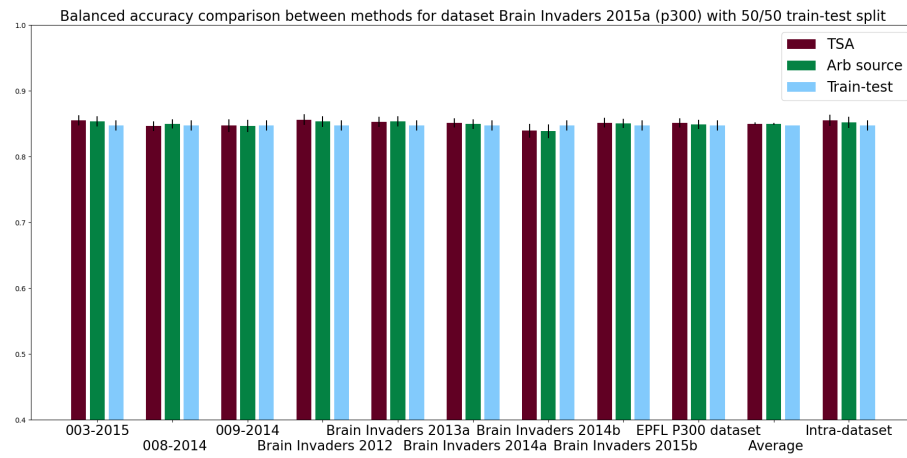 Balanced accuracy comparison between methods for dataset Brain Invaders 2015a (p300) with 50/50 train-test split
1.0
0.9
0.8
0.7
0.6
0.5
0.4
TSA
Arb source
Train-test
003-2015
008-2014
009-2014
Brain Invaders 2012
Brain Invaders 2013a
Brain Invaders 2014a
Brain Invaders 2014b
Brain Invaders 2015b
EPFL P300 dataset
Average
Intra-dataset